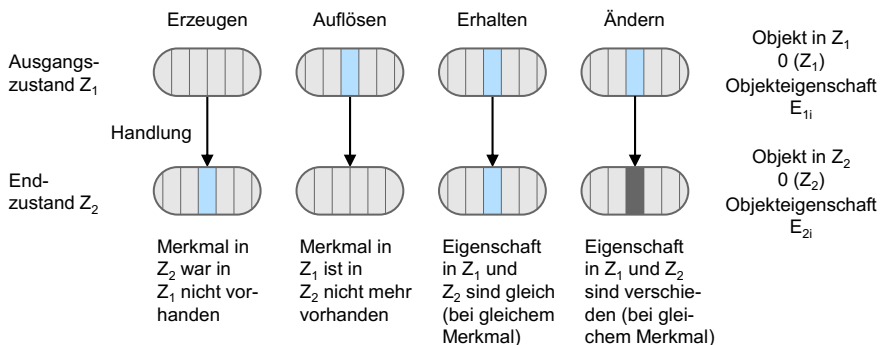 Erzeugen
Auflösen
Erhalten
Ändern
Ausgangs-
zustand Z1
Objekt in Z1
0 (Z1)
Objekteigenschaft
E1i
Handlung
End-
zustand Z2
Objekt in Z2
0 (Z2)
Objekteigenschaft
E2i
Merkmal in
Z2 war in
Z1 nicht vor-
handen
Merkmal in
Z1 ist in
Z2 nicht mehr
vorhanden
Eigenschaft
in Z1 und
Z2 sind gleich
(bei gleichem
Merkmal)
Eigenschaft
in Z1 und Z2
sind verschie-
den (bei glei-
chem Merkmal)